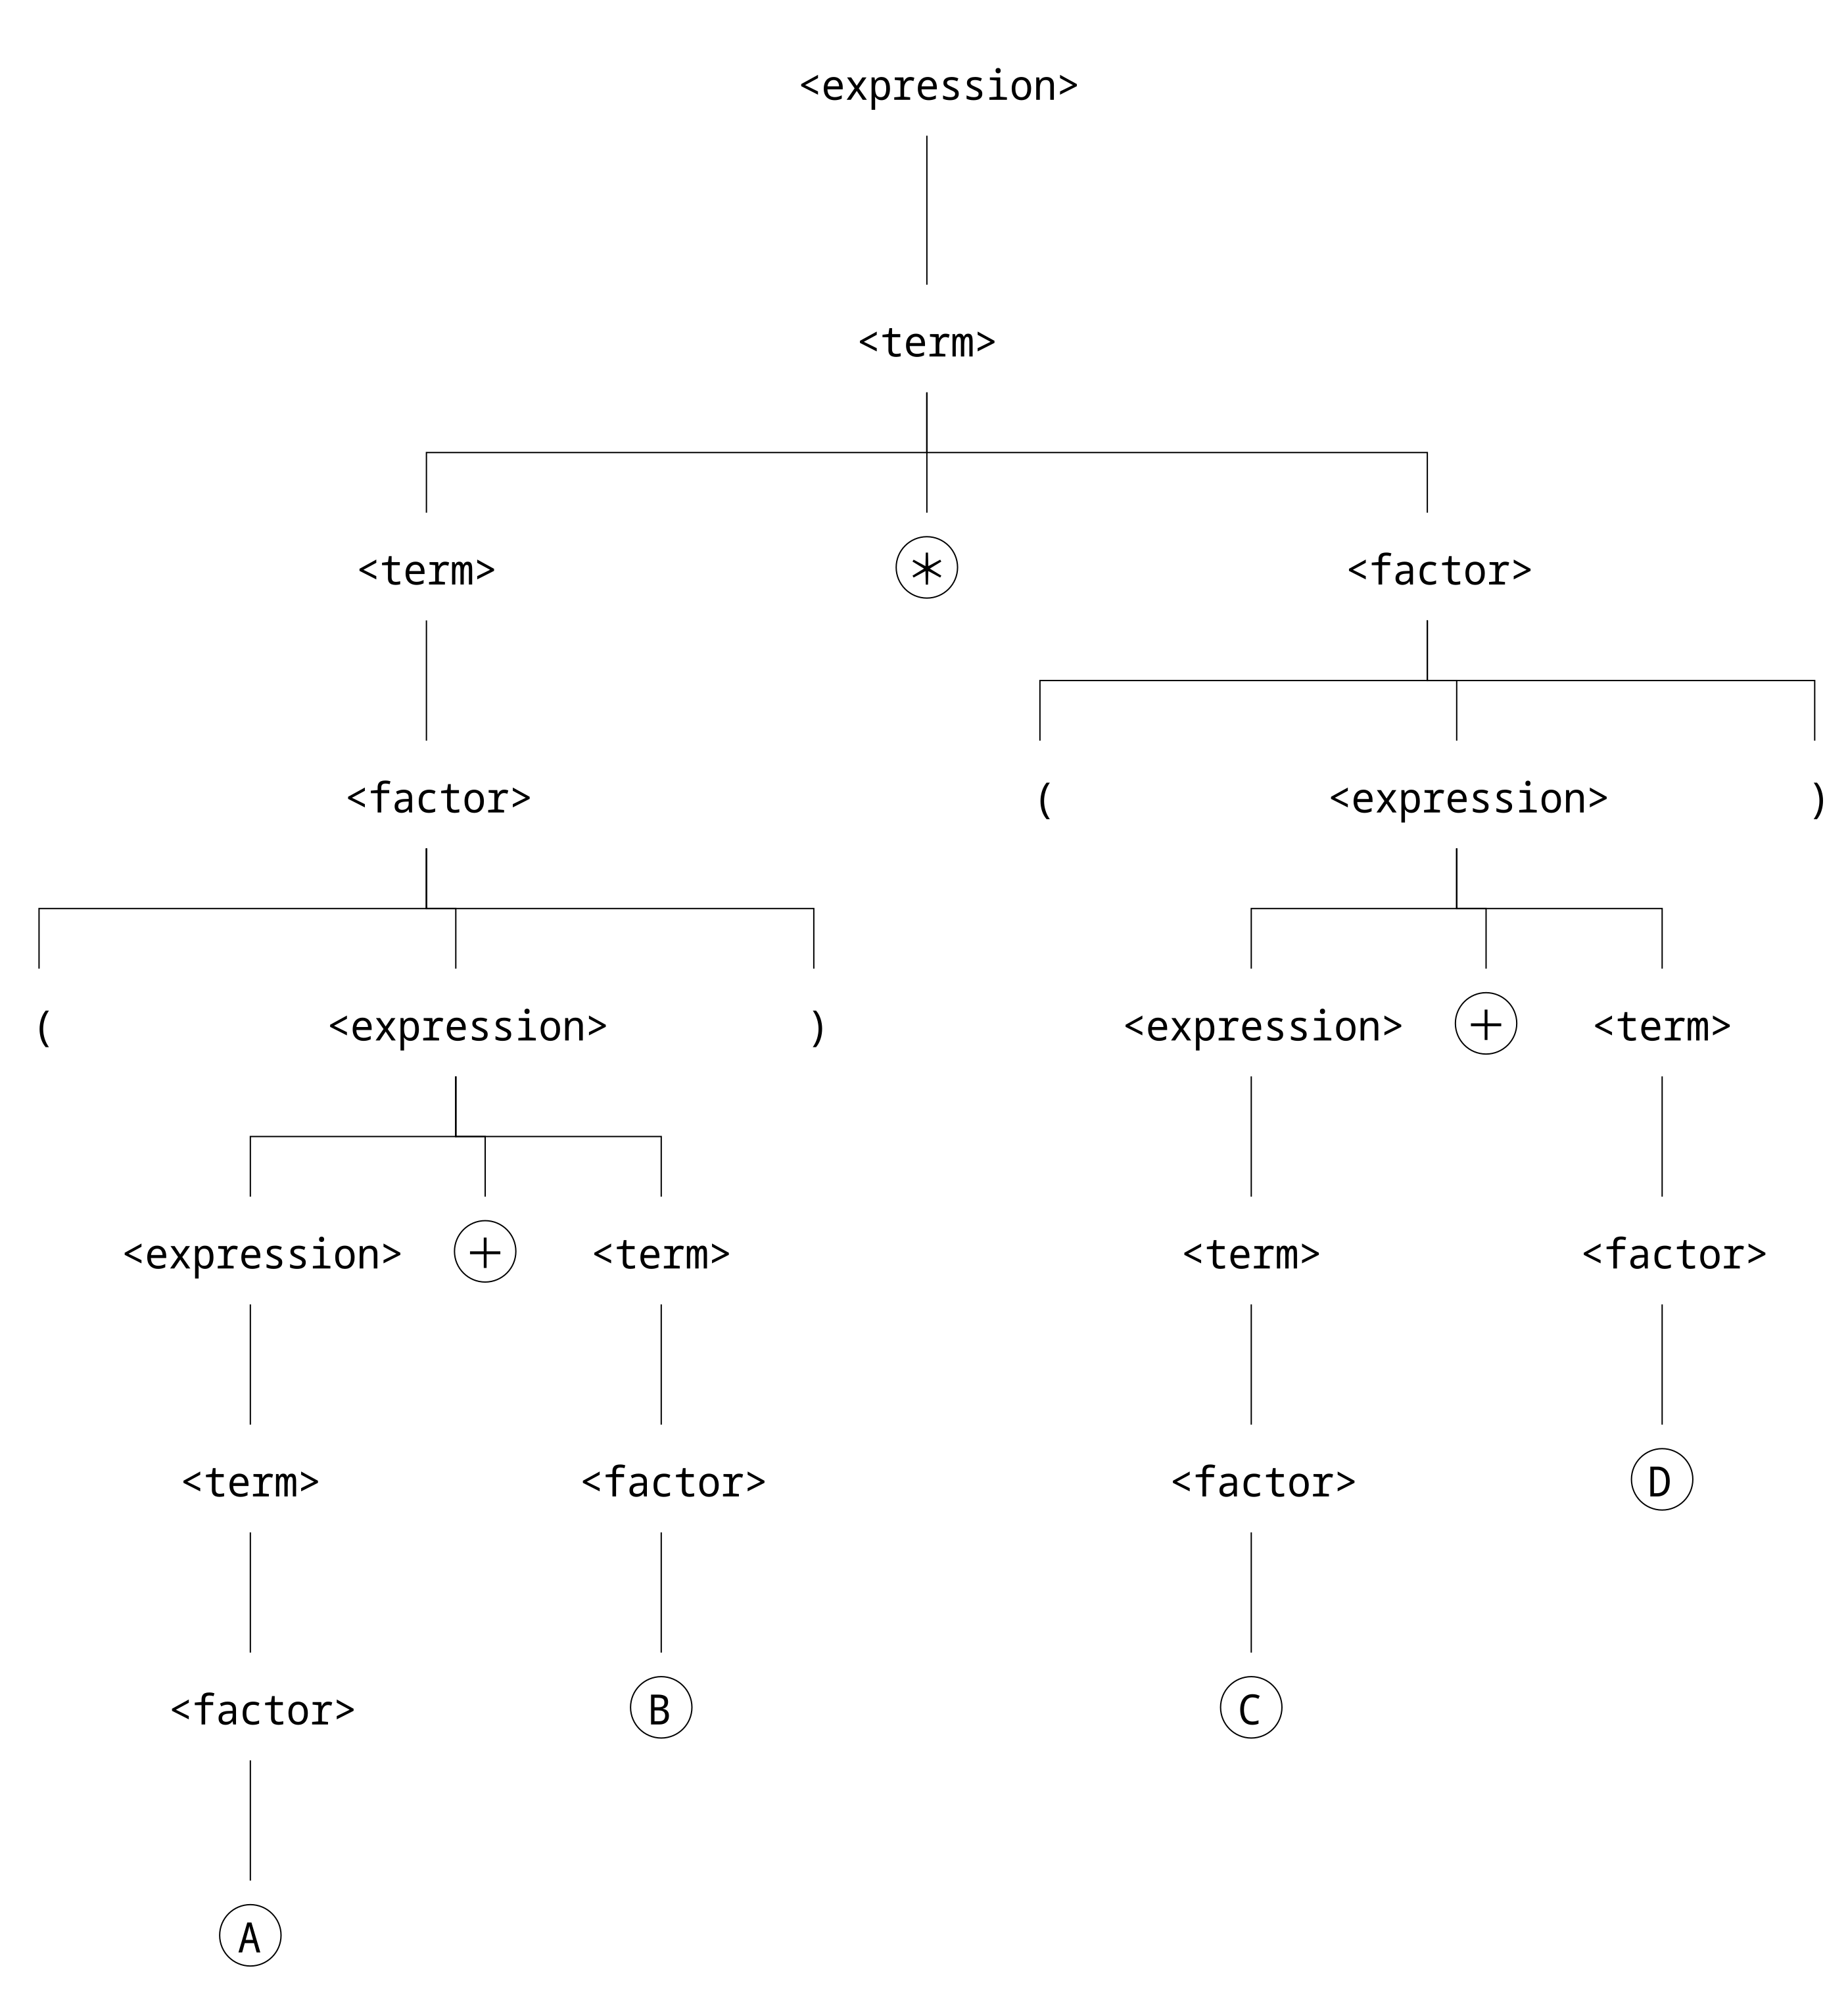 <expression>
<term>
<term> * <factor>
<factor> ( <expression> )
( <expression> ) <expression> + <term>
<expression> + <term> <term> <factor>
<term> <factor> <factor> D
<factor> B C
A